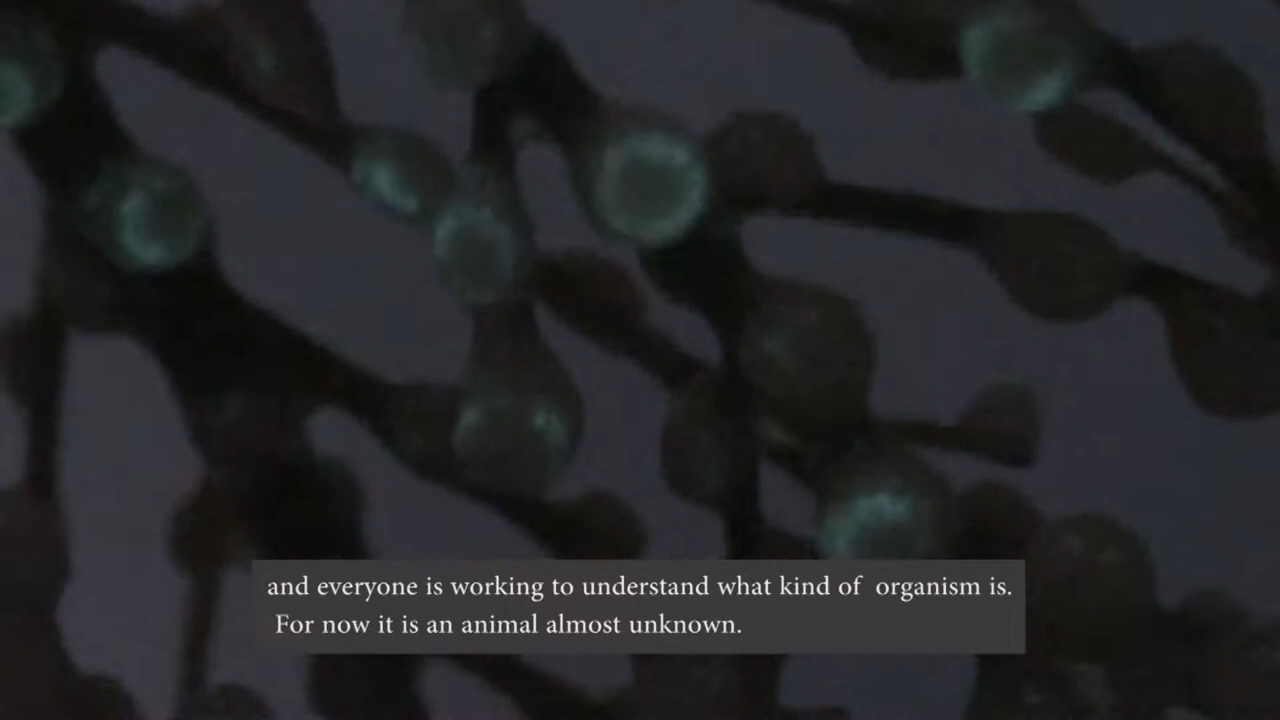 and everyone is working to understand what kind of  organism is.
For now it is an animal almost unknown.